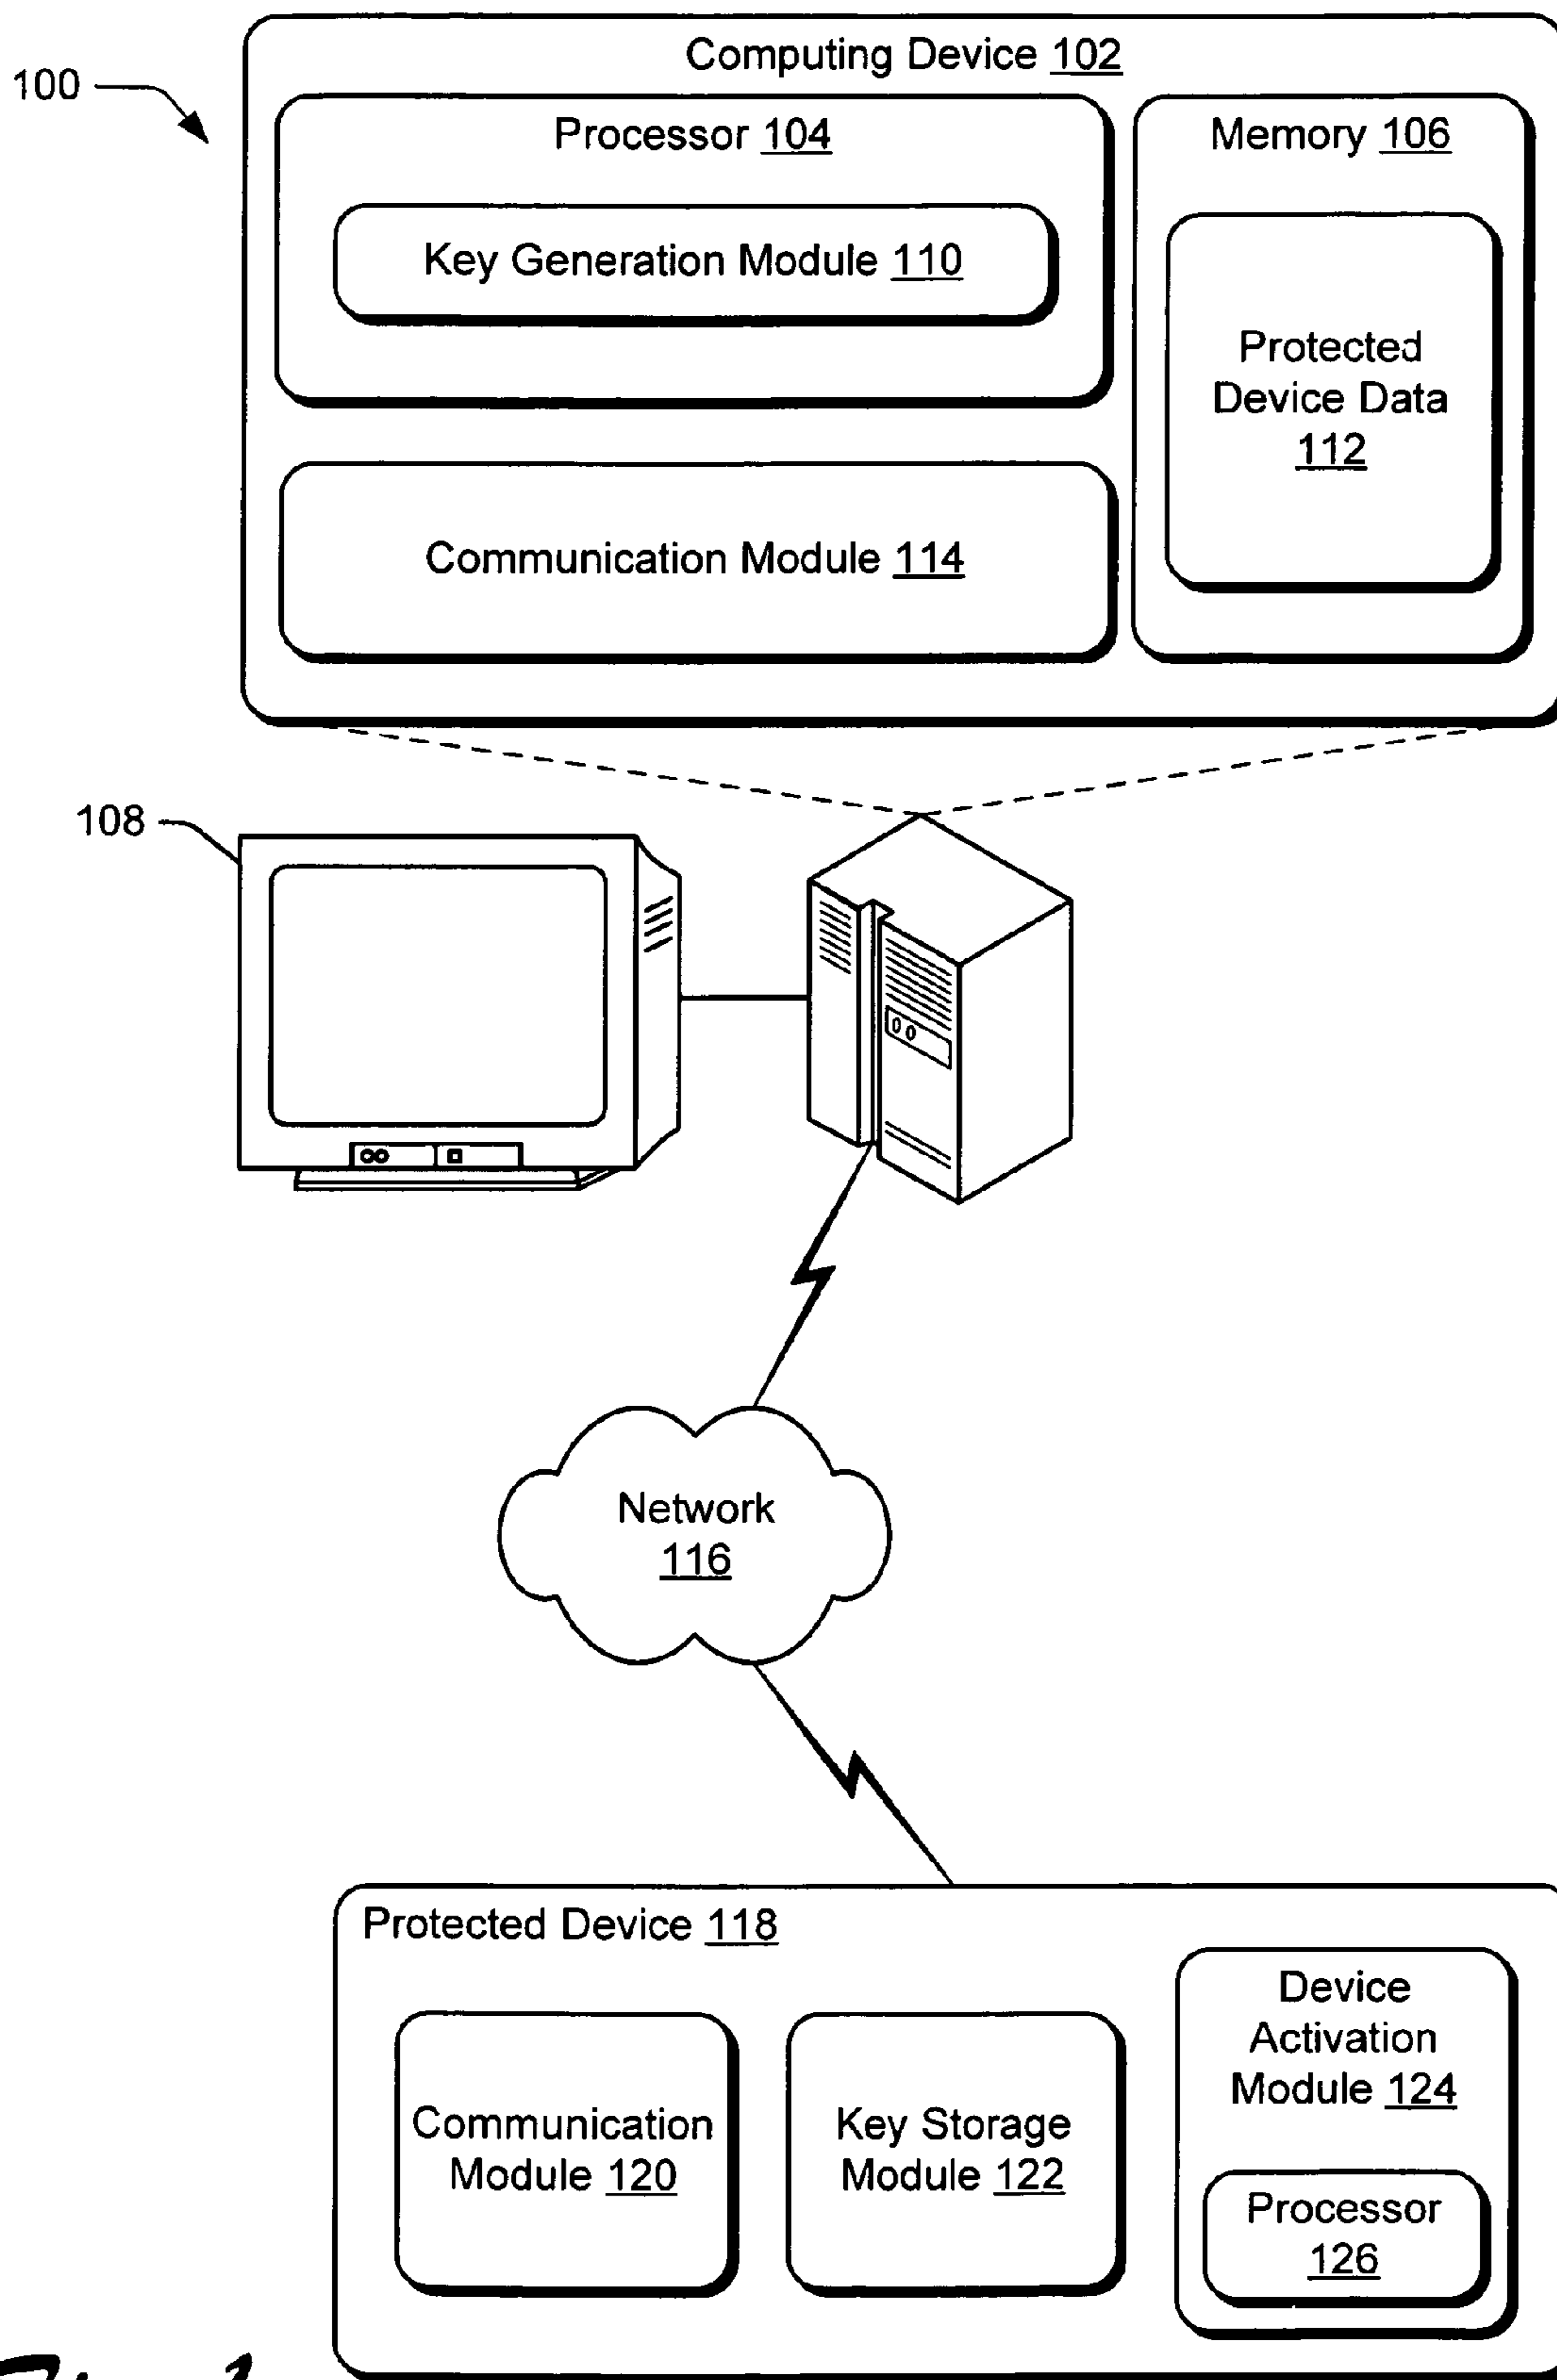 Computing Device 102
100
Processor 104
Memory 106
Key Generation Module 110
Protected
Device Data
112
Communication Module 114
108
Network
116
Protected Device 118
Device
Activation
Module 124
Communication
Module 120
Key Storage
Module 122
Processor
126